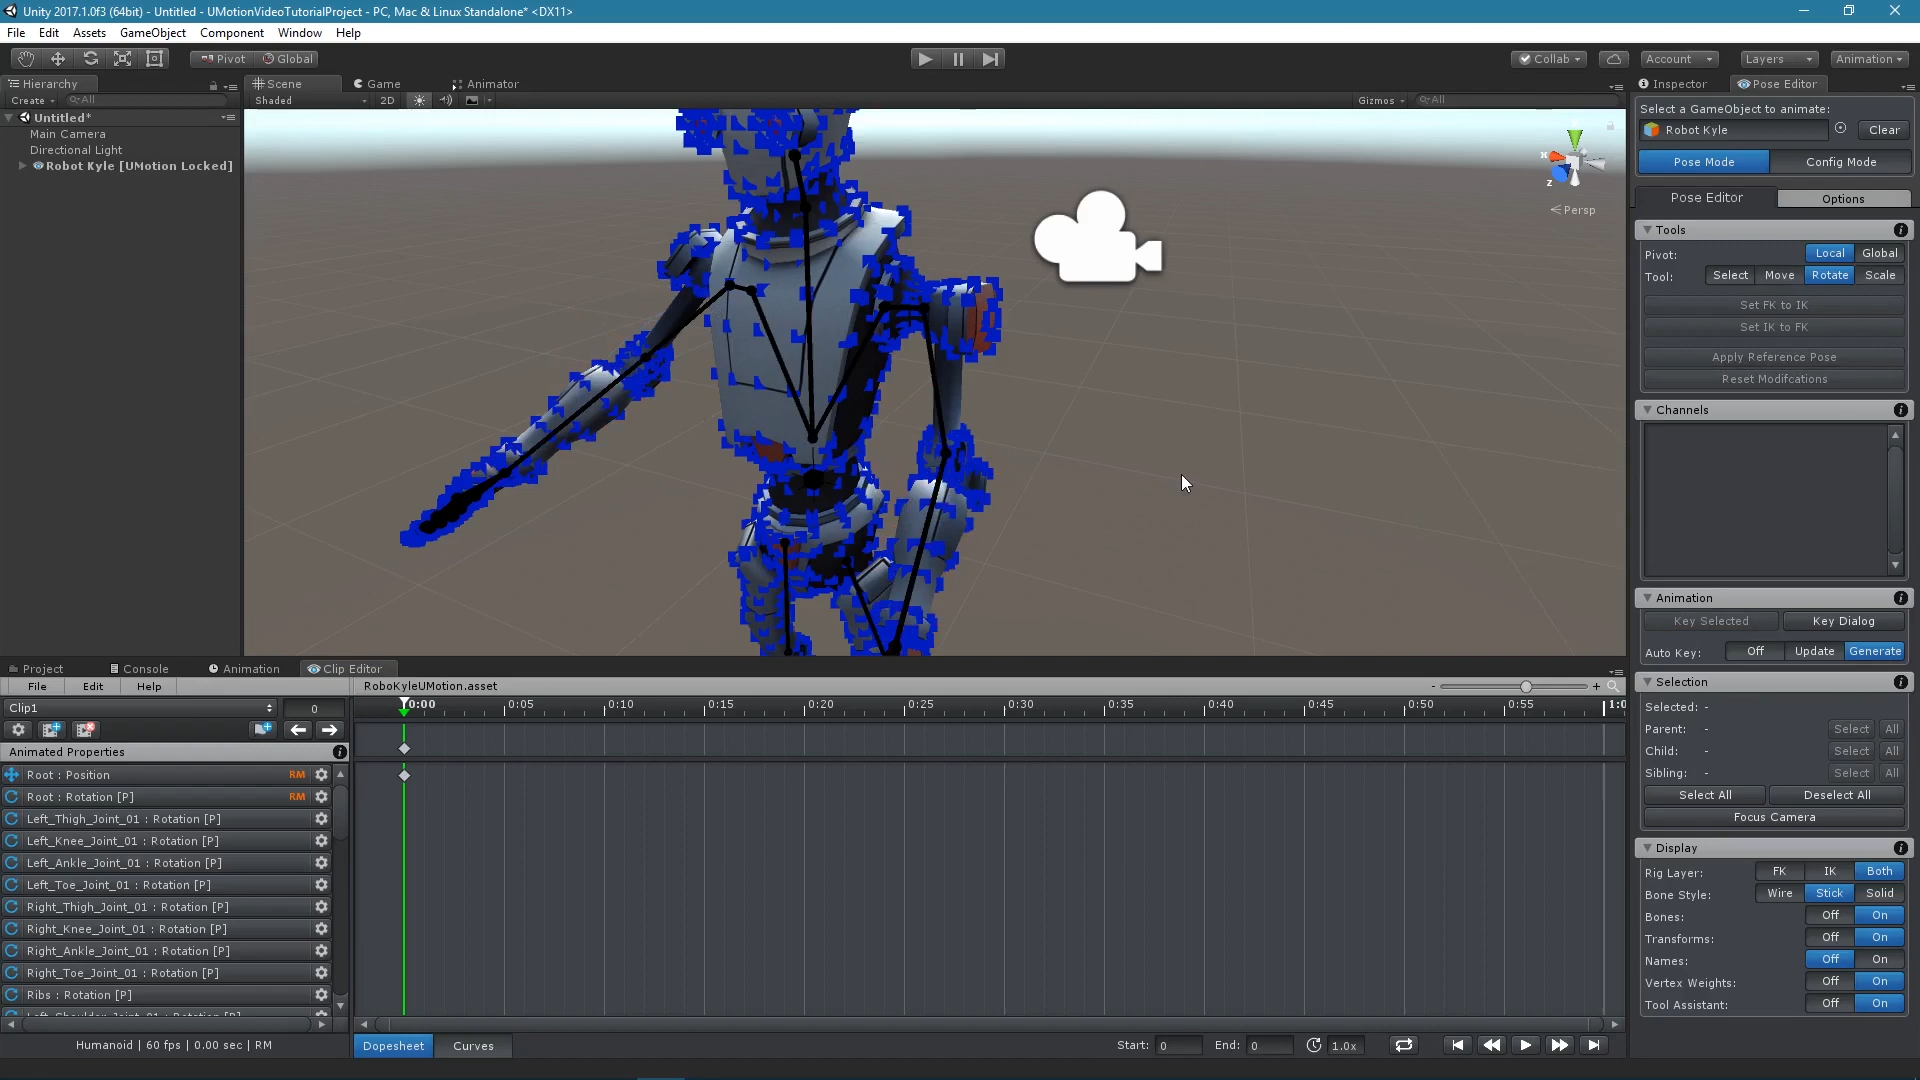 Unity 2017.1.0f3 (64bit) - Untitled - UMotionVideoTutorialProject - PC, Mac & Linux Standalone* <DX11>
File Edit Assets GameObject Component Window Help
Pivot Global Collab Account Layers Animation
Hierarchy
Create All
Untitled*
Main Camera
Directional Light
Robot Kyle [UMotion Locked]
Scene Game Animator
Shaded 2D Gizmos All
X
Z
Persp
Inspector Pose Editor
Select a GameObject to animate:
Robot Kyle Clear
Pose Mode Config Mode
Pose Editor Options
Tools
Pivot: Local Global
Tool: Select Move Rotate Scale
Set FK to IK
Set IK to FK
Apply Reference Pose
Reset Modifcations
Channels
Animation
Key Selected Key Dialog
Auto Key: Off Update Generate
Selection
Selected: -
Parent: - Select All
Child: - Select All
Sibling: - Select All
Select All Deselect All
Focus Camera
Display
Rig Layer: FK IK Both
Bone Style: Wire Stick Solid
Bones: Off On
Transforms: Off On
Names: Off On
Vertex Weights: Off On
Tool Assistant: Off On
Project Console Animation Clip Editor
File Edit Help RoboKyleUMotion.asset - +
Clip1 0
0:00 0:05 0:10 0:15 0:20 0:25 0:30 0:35 0:40 0:45 0:50 0:55 1:0
Animated Properties
Root : Position RM
Root : Rotation [P] RM
Left_Thigh_Joint_01 : Rotation [P]
Left_Knee_Joint_01 : Rotation [P]
Left_Ankle_Joint_01 : Rotation [P]
Left_Toe_Joint_01 : Rotation [P]
Right_Thigh_Joint_01 : Rotation [P]
Right_Knee_Joint_01 : Rotation [P]
Right_Ankle_Joint_01 : Rotation [P]
Right_Toe_Joint_01 : Rotation [P]
Ribs : Rotation [P]
Left_Shoulder_Joint_01 : Rotation [P]
Humanoid | 60 fps | 0.00 sec | RM
Dopesheet Curves Start: 0 End: 0 1.0x